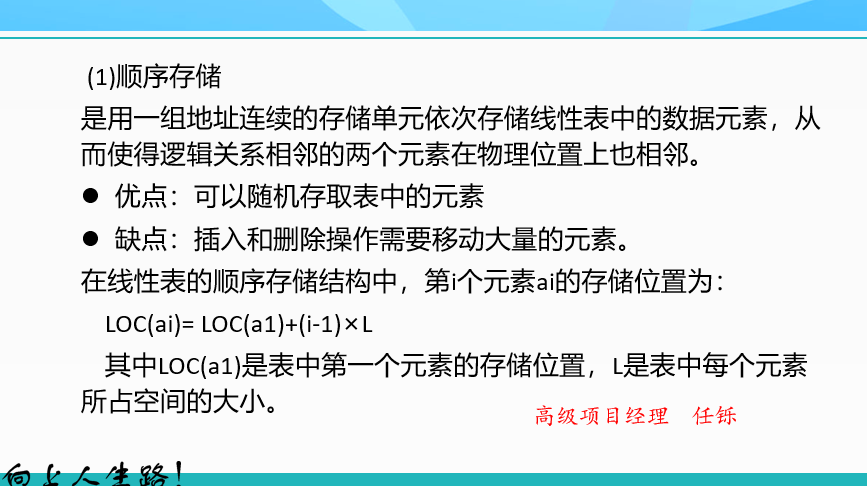 (1)顺序存储
是用一组地址连续的存储单元依次存储线性表中的数据元素，从
而使得逻辑关系相邻的两个元素在物理位置上也相邻。
● 优点：可以随机存取表中的元素
● 缺点：插入和删除操作需要移动大量的元素。
在线性表的顺序存储结构中，第i个元素ai的存储位置为：
LOC(ai)= LOC(a1)+(i-1)×L
其中LOC(a1)是表中第一个元素的存储位置，L是表中每个元素
所占空间的大小。
高级项目经理 任铄
向上人生路！